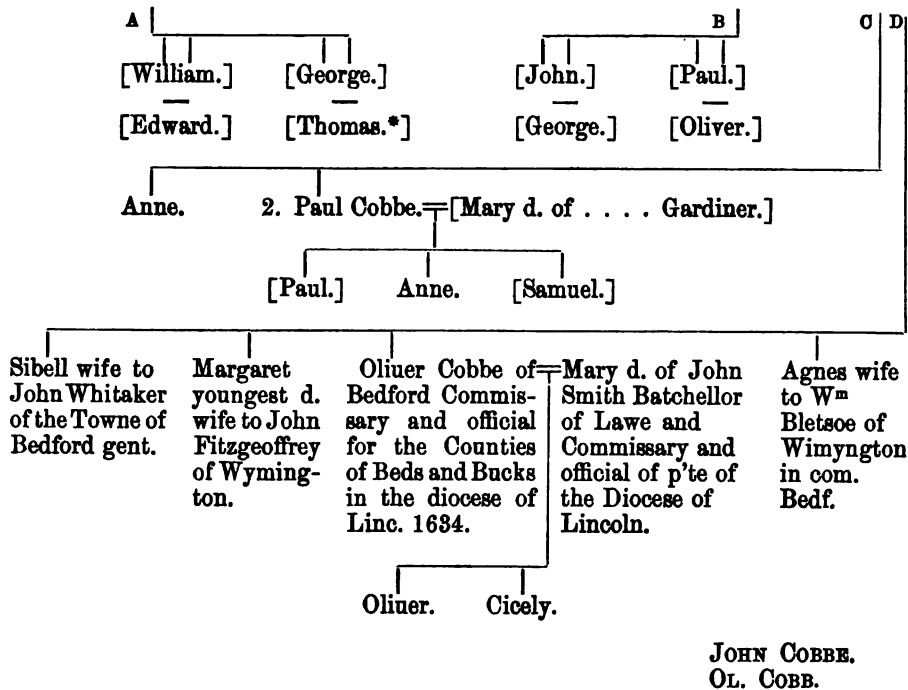 A B C D
[William.] [George.] [John.] [Paul.]
[Edward.] [Thomas.*] [George.] [Oliver.]
Anne. 2. Paul Cobbe.=[Mary d. of . . . . Gardiner.]
[Paul.] Anne. [Samuel.]
Sibell wife to
John Whitaker
of the Towne of
Bedford gent.
Margaret
youngest d.
wife to John
Fitzgeoffrey
of Wyming-
ton.
Oliuer Cobbe of=
Bedford Commis-
sary and official
for the Counties
of Beds and Bucks
in the diocese of
Linc. 1634.
Mary d. of John
Smith Batchellor
of Lawe and
Commissary and
official of p'te of
the Diocese of
Lincoln.
Agnes wife
to Wm
Bletsoe of
Wimyngton
in com.
Bedf.
Oliuer. Cicely.
JOHN COBBE.
OL. COBB.